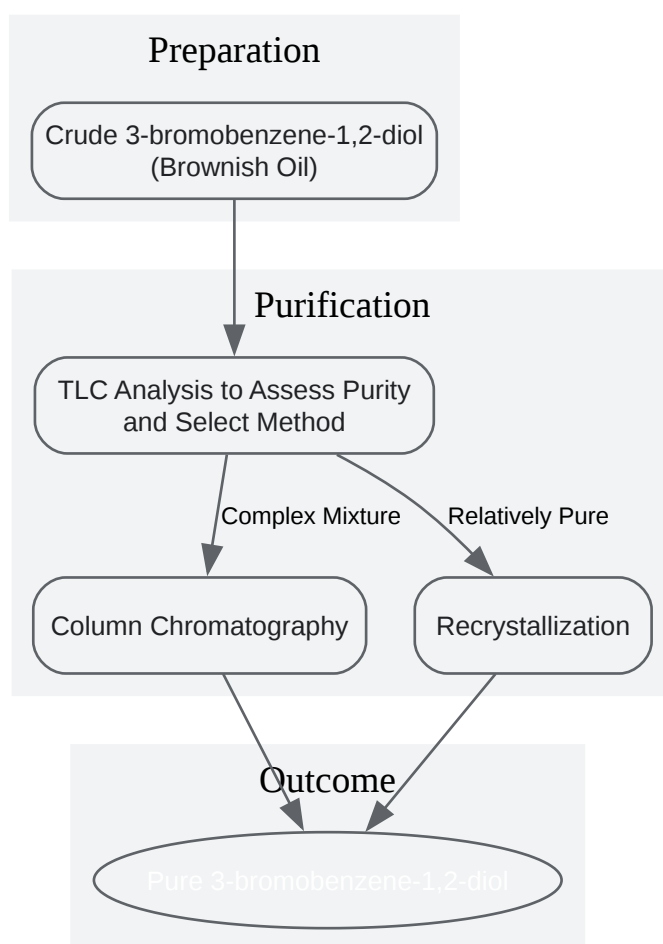 Preparation
Crude 3-bromobenzene-1,2-diol
(Brownish Oil)
Purification
TLC Analysis to Assess Purity
and Select Method
Complex Mixture
Relatively Pure
Column Chromatography
Recrystallization
Outcome
Pure 3-bromobenzene-1,2-diol